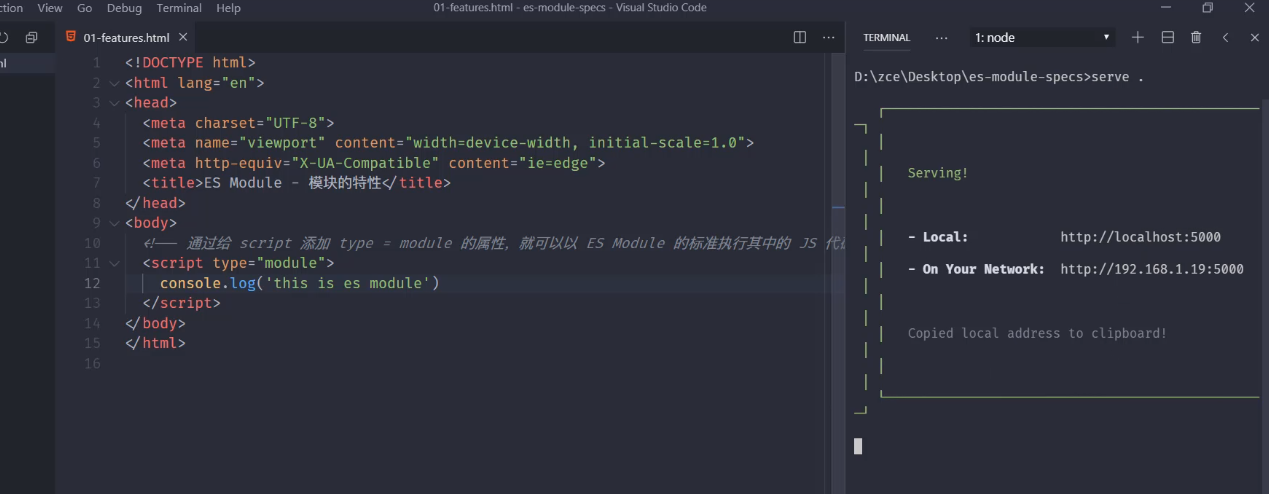 View Go Debug Terminal Help
01-features.html - es-module-specs - Visual Studio Code
01-features.html
1 <!DOCTYPE html>
2 <html lang="en">
3 <head>
4 <meta charset="UTF-8">
5 <meta name="viewport" content="width=device-width, initial-scale=1.0">
6 <meta http-equiv="X-UA-Compatible" content="ie=edge">
7 <title>ES Module - 模块的特性</title>
8 </head>
9 <body>
10 <!-- 通过给 script 添加 type = module 的属性，就可以以 ES Module 的标准执行其中的 JS
11 <script type="module">
12 console.log('this is es module')
13 </script>
14 </body>
15 </html>
16
TERMINAL
1: node
D:\zce\Desktop\es-module-specs>serve .
Serving!
- Local: http://localhost:5000
- On Your Network: http://192.168.1.19:5000
Copied local address to clipboard!